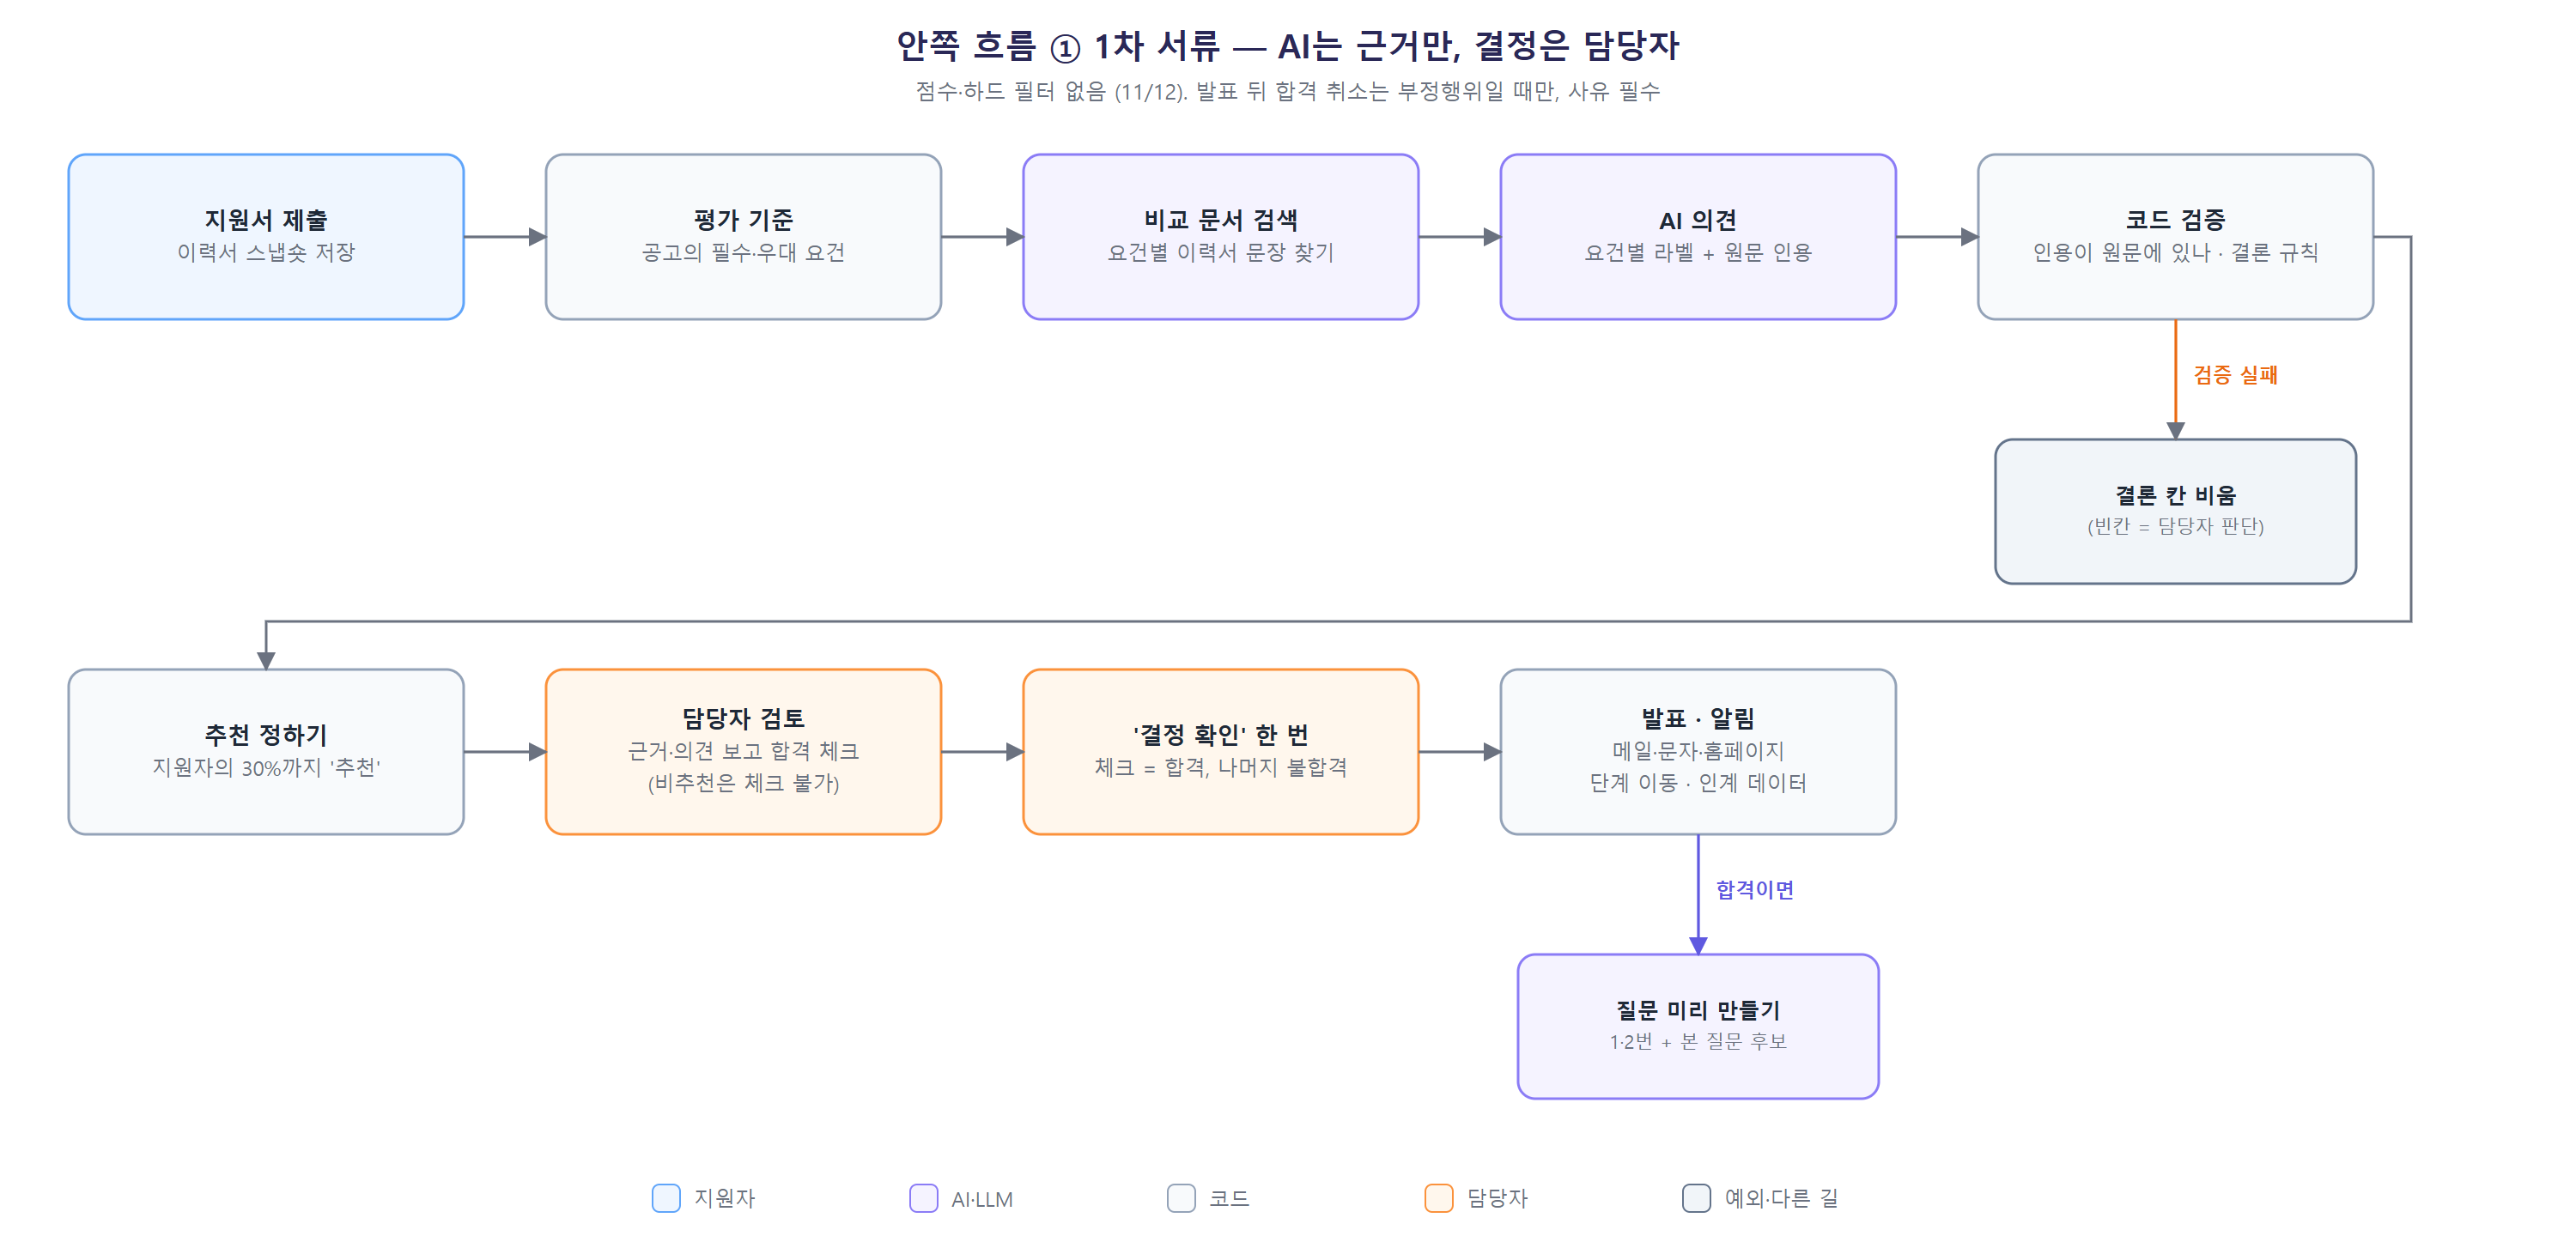 안쪽 흐름 ① 1차 서류 — AI는 근거만, 결정은 담당자
점수·하드 필터 없음 (11/12). 발표 뒤 합격 취소는 부정행위일 때만, 사유 필수
지원서 제출
이력서 스냅숏 저장
평가 기준
공고의 필수·우대 요건
비교 문서 검색
요건별 이력서 문장 찾기
AI 의견
요건별 라벨 + 원문 인용
코드 검증
인용이 원문에 있나 · 결론 규칙
검증 실패
결론 칸 비움
(빈칸 = 담당자 판단)
추천 정하기
지원자의 30%까지 '추천'
담당자 검토
근거·의견 보고 합격 체크
(비추천은 체크 불가)
'결정 확인' 한 번
체크 = 합격, 나머지 불합격
발표 · 알림
메일·문자·홈페이지
단계 이동 · 인계 데이터
합격이면
질문 미리 만들기
1·2번 + 본 질문 후보
지원자
AI·LLM
코드
담당자
예외·다른 길